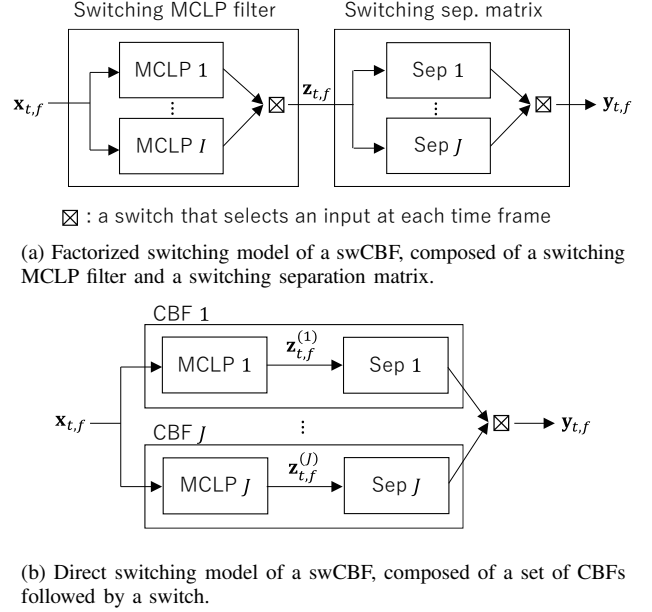 Switching MCLP filter
Switching sep. matrix
MCLP 1
⋮
MCLP I
x_{t,f}
z_{t,f}
Sep 1
⋮
Sep J
y_{t,f}
⊠ : a switch that selects an input at each time frame
(a) Factorized switching model of a swCBF, composed of a switching
MCLP filter and a separation matrix.
CBF 1
MCLP 1
z_{t,f}^{(1)}
Sep 1
x_{t,f}
⋮
y_{t,f}
CBF J
MCLP J
z_{t,f}^{(J)}
Sep J
(b) Direct switching model of a swCBF, composed of a set of CBFs
followed by a switch.